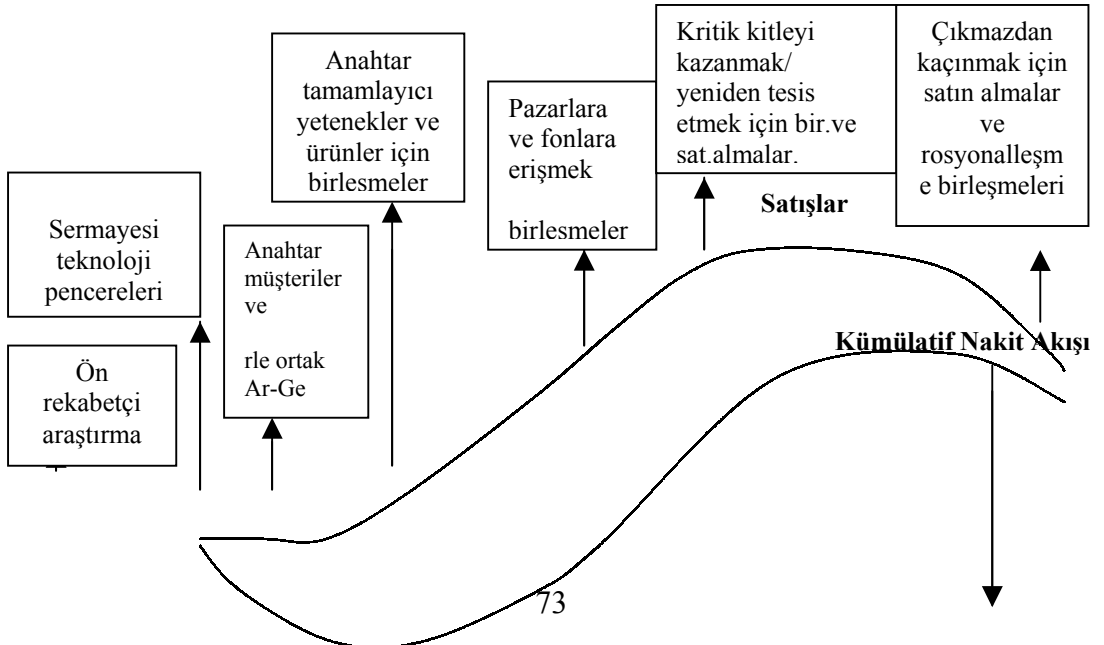 Sermayesi
teknoloji
pencereleri
Ön
rekabetçi
araştırma
Anahtar
müşteriler
ve
rle ortak
Ar-Ge
Anahtar
tamamlayıcı
yetenekler ve
ürünler için
birlesmeler
Pazarlara
ve fonlara
erişmek
birlesmeler
Kritik kitleyi
kazanmak/
yeniden tesis
etmek için bir.ve
sat.almalar.
Çıkmazdan
kaçınmak için
satın almalar
ve
rosyonalleşm
e birleşmeleri
Satışlar
Kümülatif Nakit Akışı
73